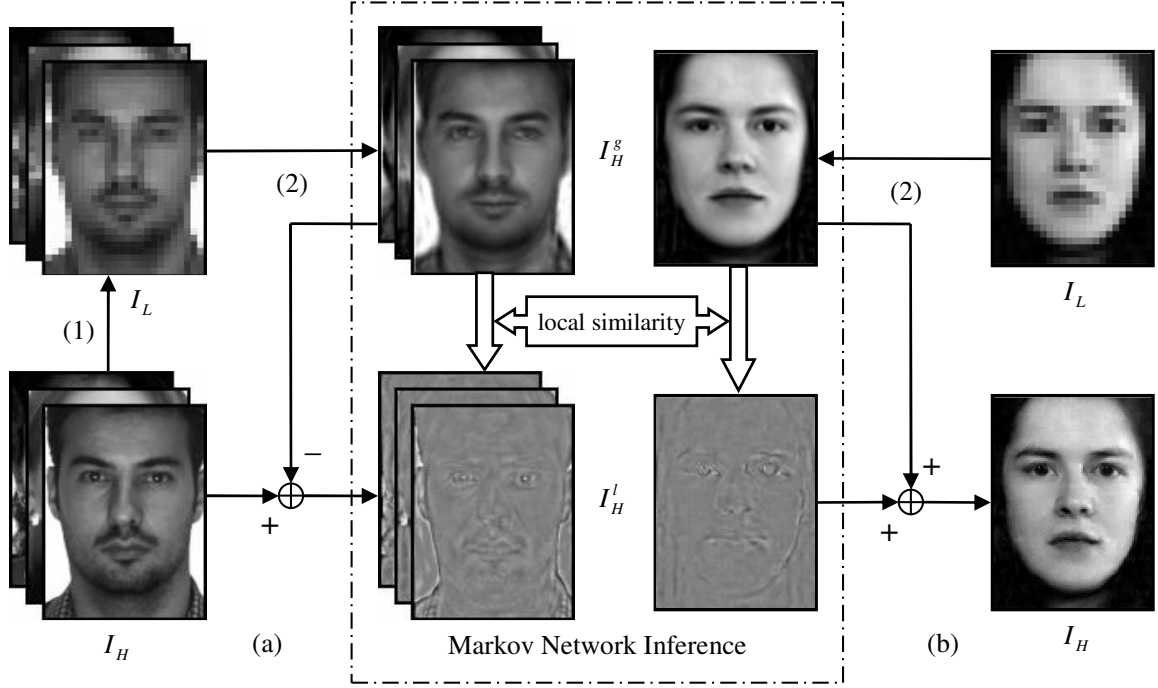 I_H^g
(2)
(2)
I_L
I_L
(1)
local similarity
−
+
I_H^l
+
+
I_H
(a)
Markov Network Inference
(b)
I_H